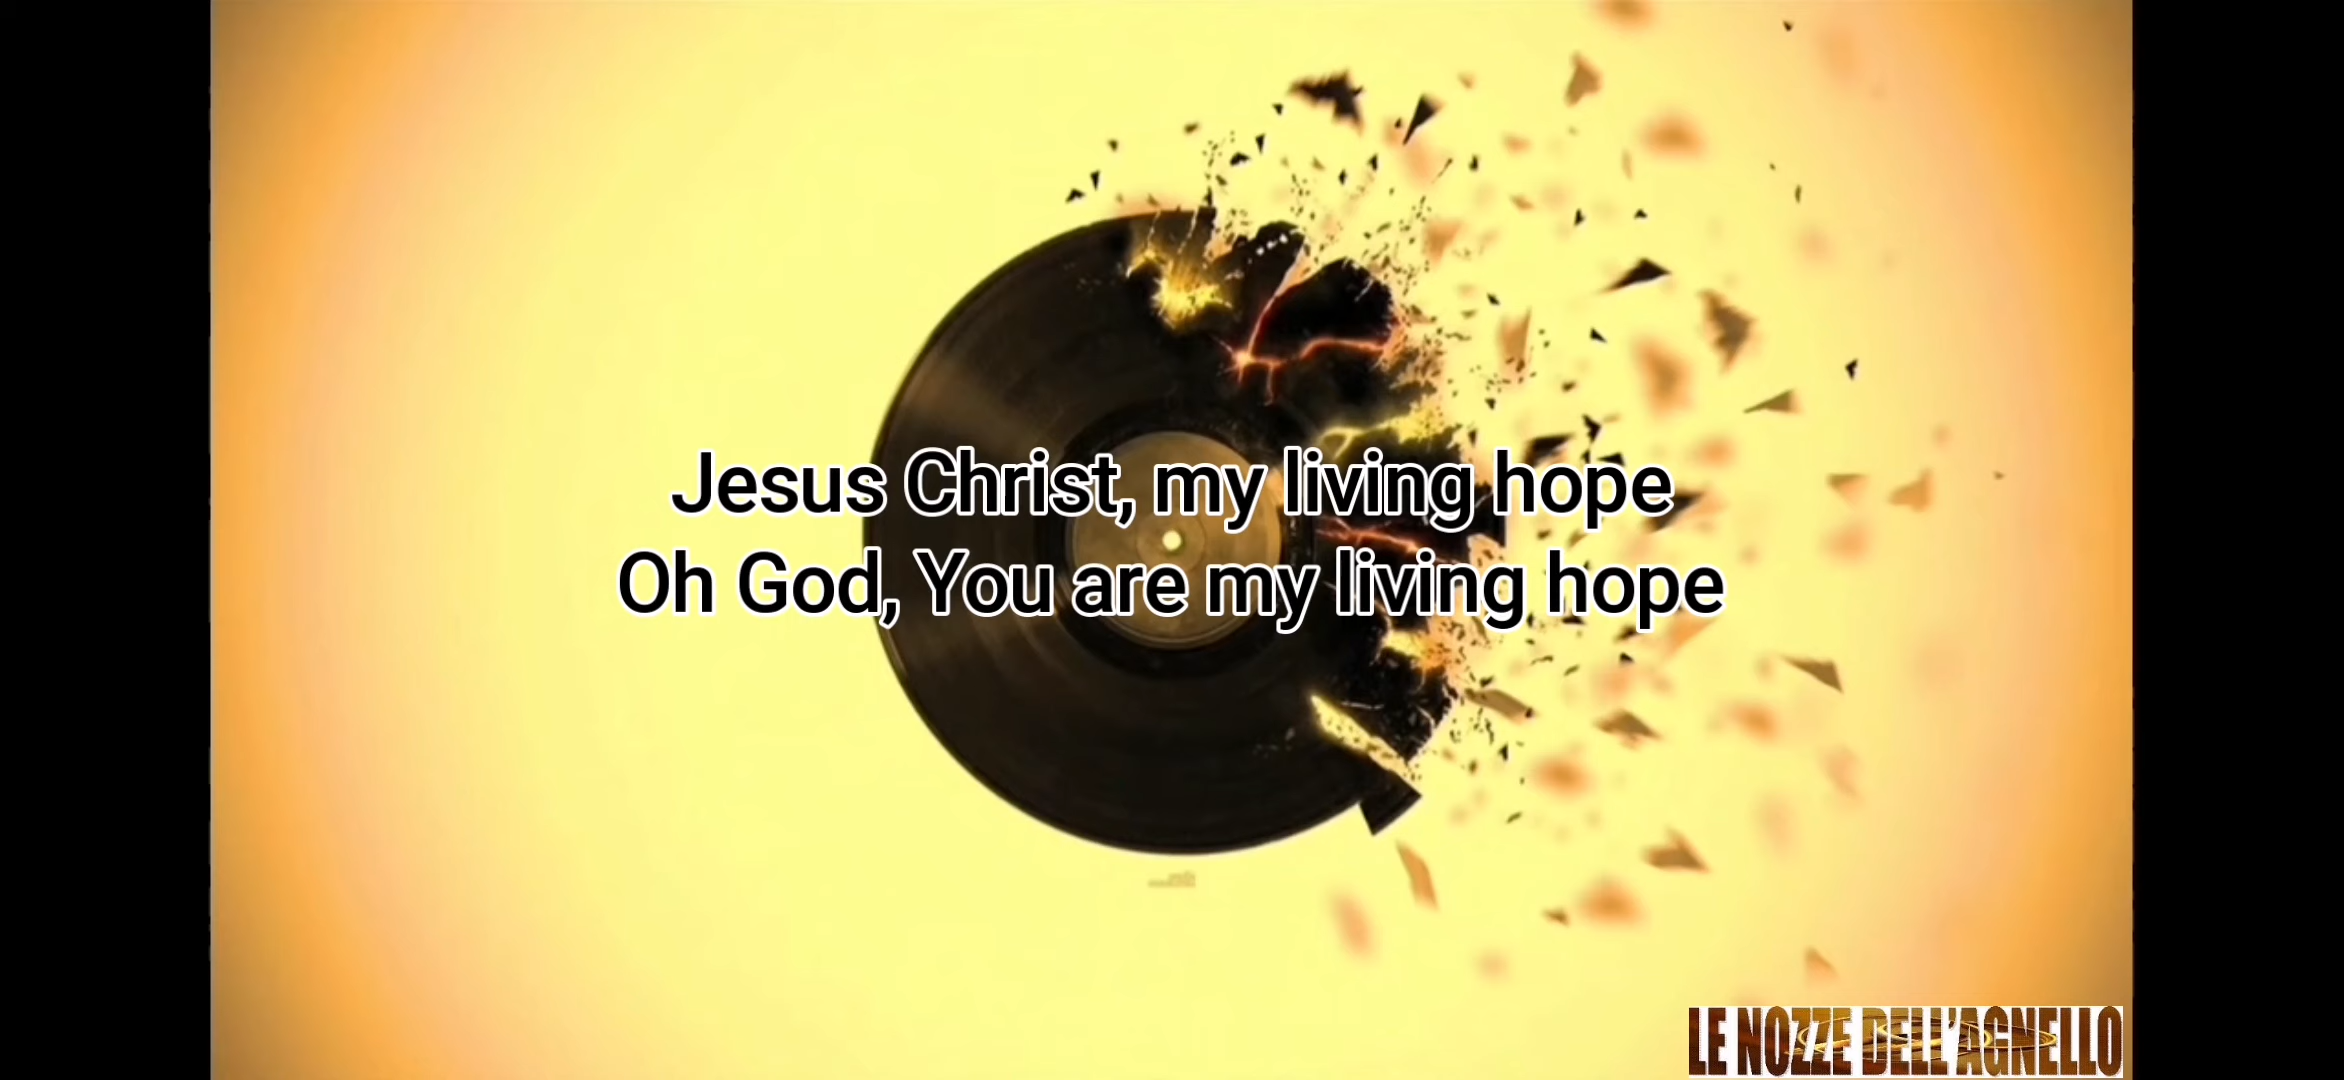 Jesus Christ, my living hope
Oh God, You are my living hope
LE NOZZE DELL'AGNELLO